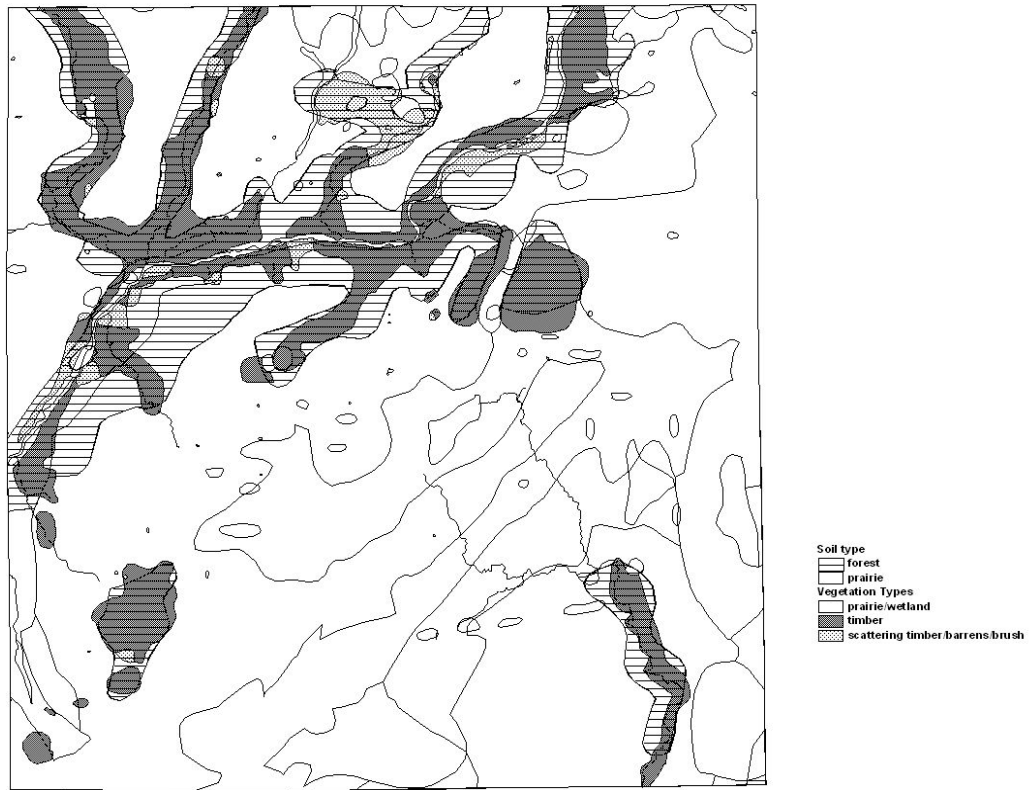 Soil type
forest
prairie
Vegetation Types
prairie/wetland
timber
scattering timber/barrens/brush